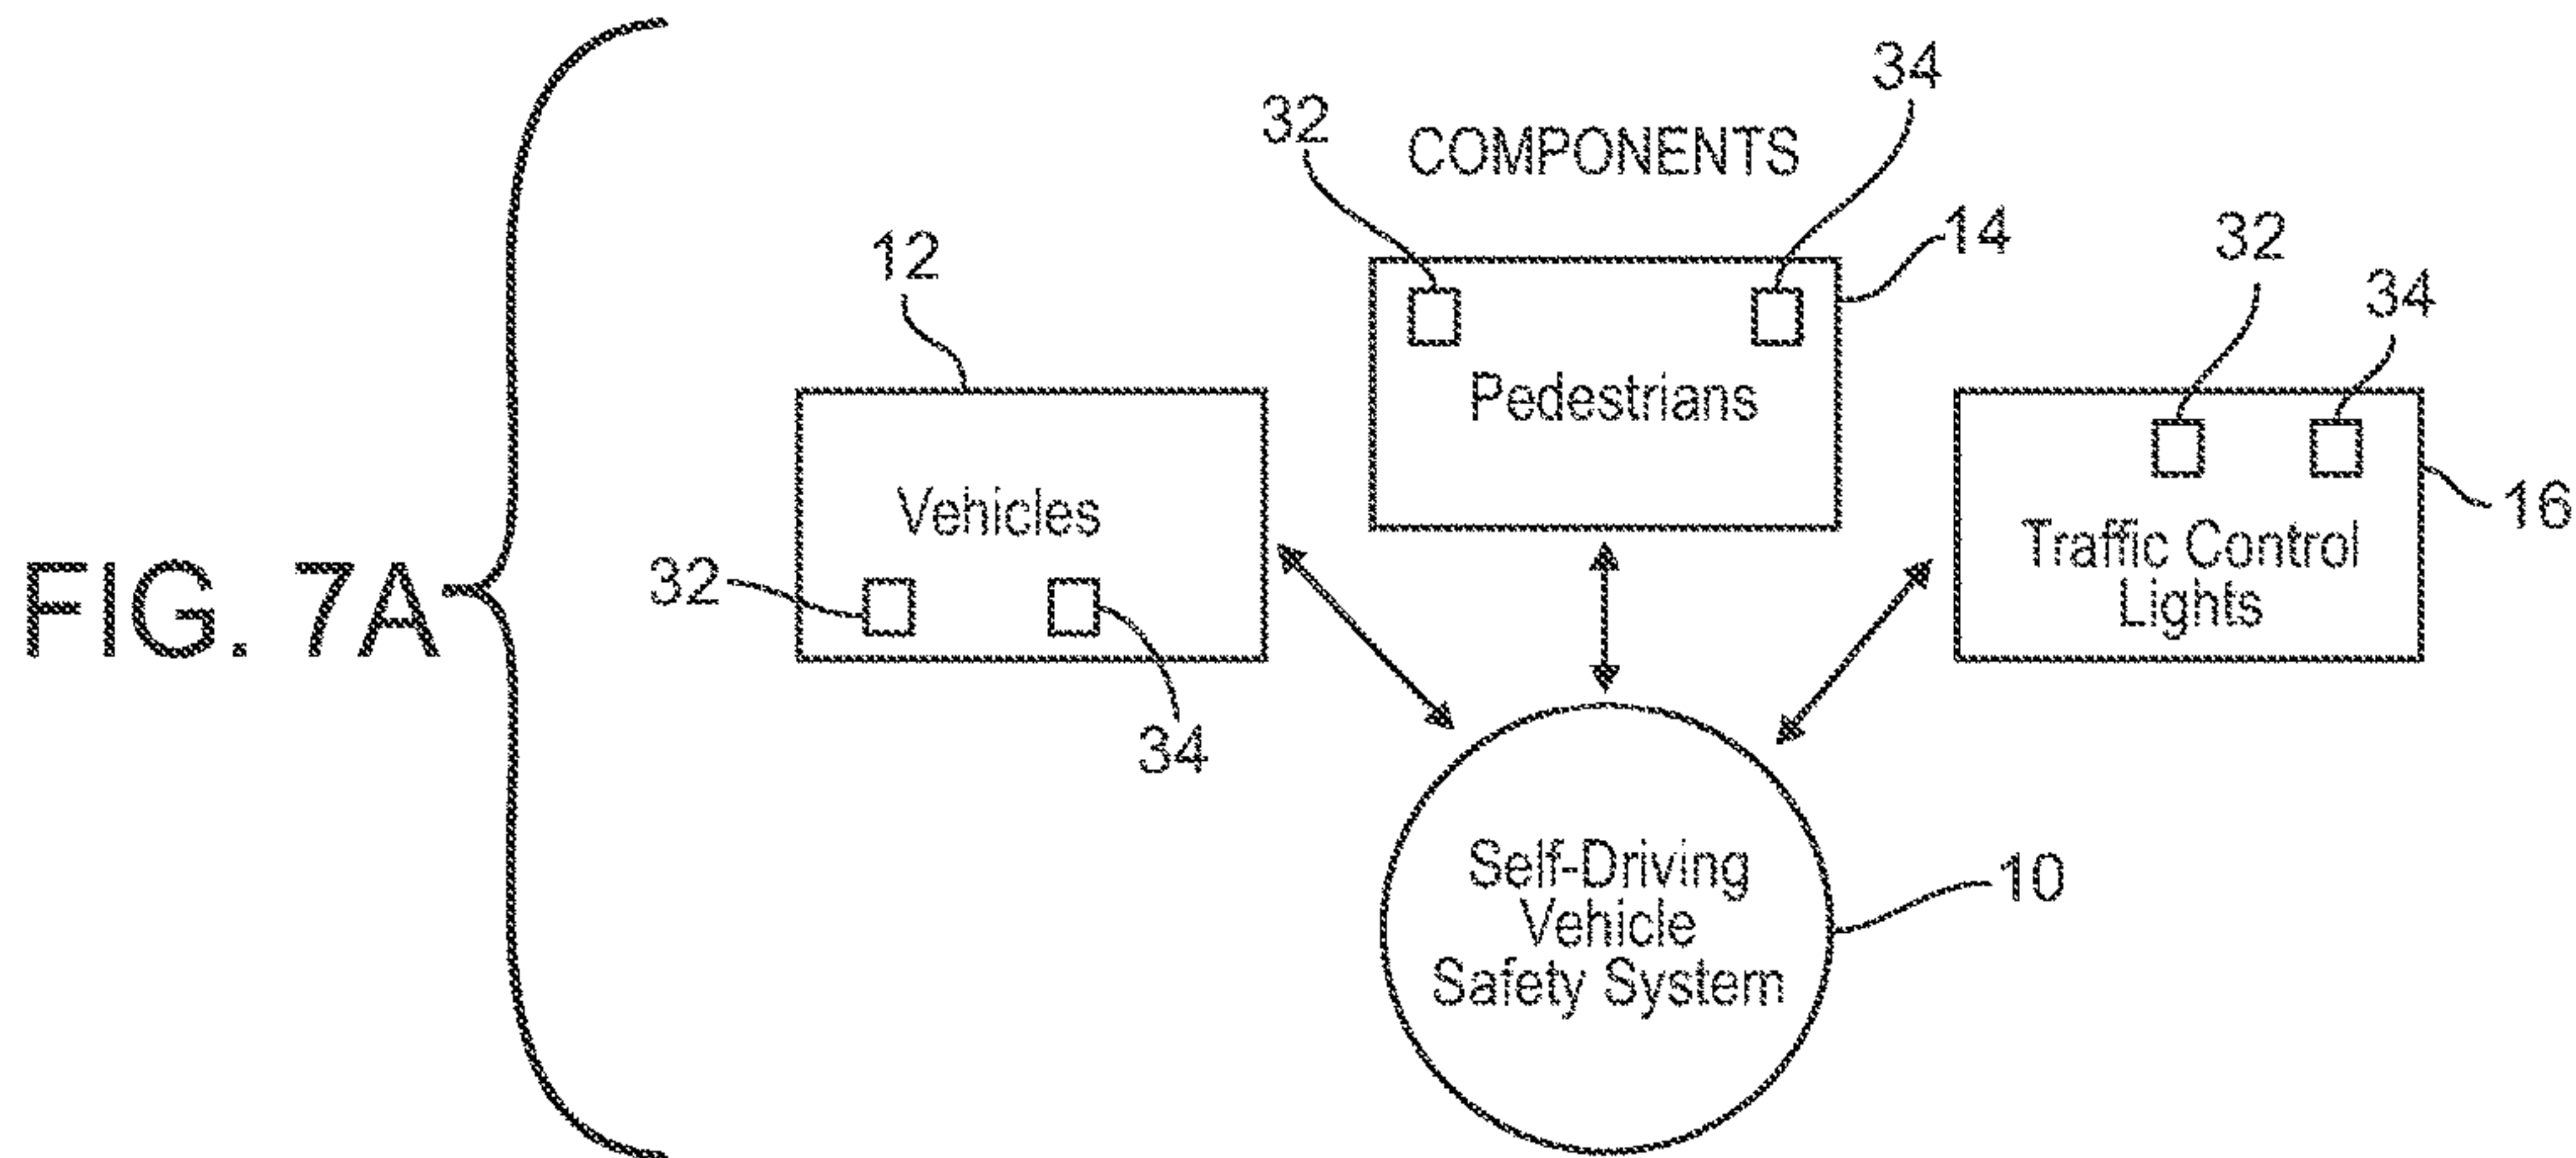 FIG. 7A
COMPONENTS
32
34
14
Pedestrians
12
Vehicles
32
34
32
34
16
Traffic Control
Lights
Self-Driving
Vehicle
Safety System
10